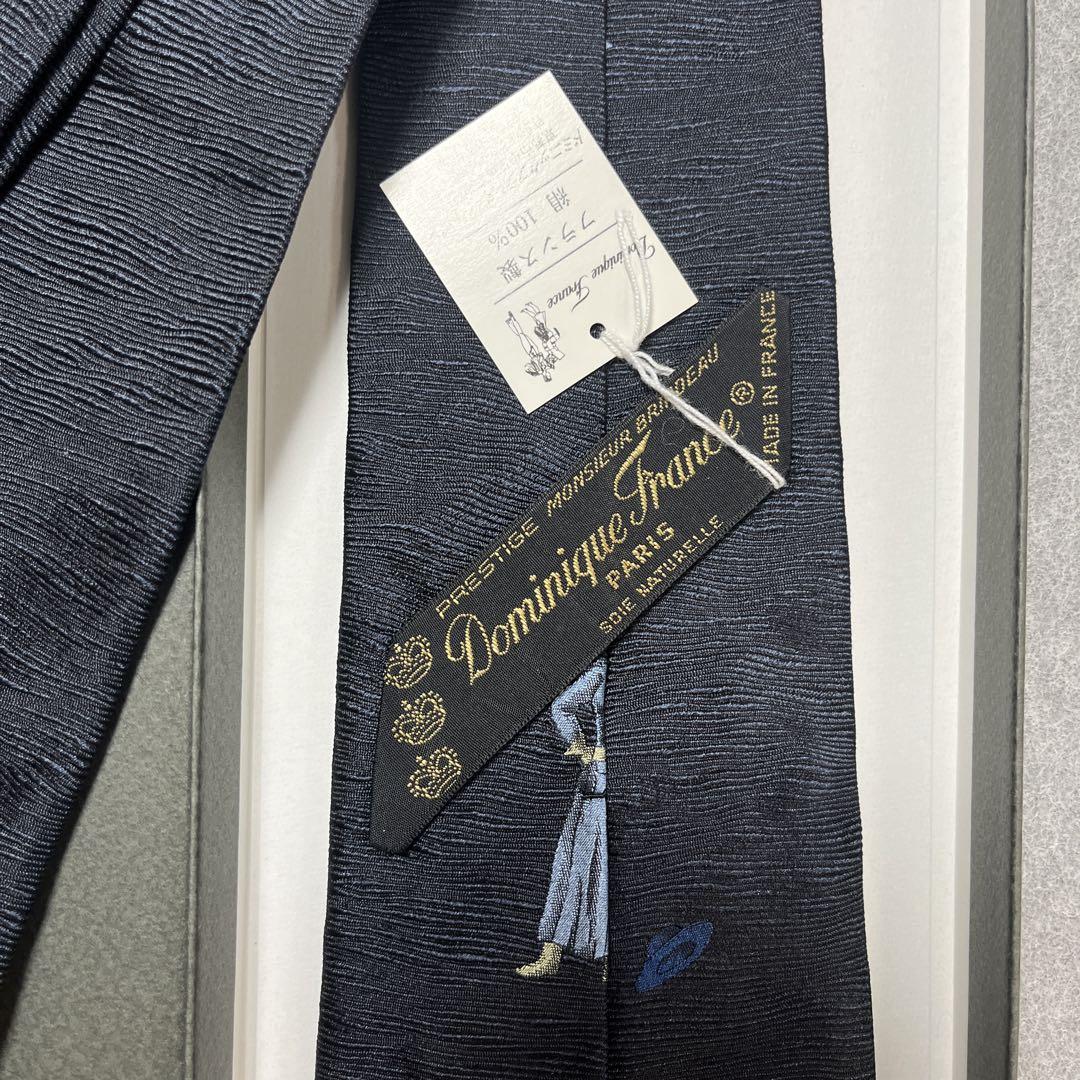 Dominique France
フランス製
絹 100%
PRESTIGE MONSIEUR BRINDEAU
Dominique France ®
PARIS
SOIE NATURELLE
MADE IN FRANCE